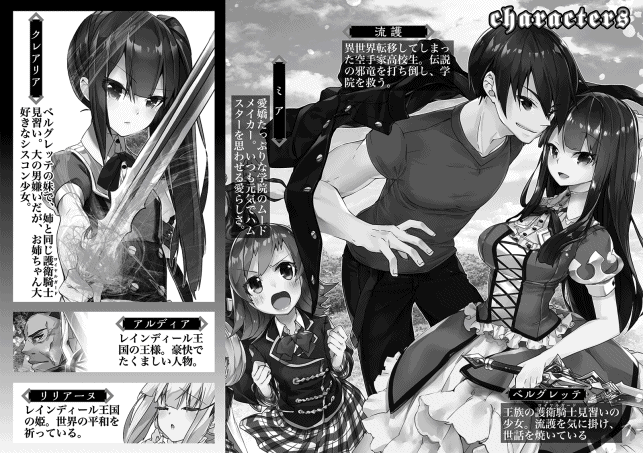 characters
流護
異世界転移してしまっ
た空手家高校生。伝説
の邪竜を打ち倒し、学
院を救う。
ミア
愛嬌たっぷりな学院のムード
メイカー。いつも元気で、ハム
スターを思わせる愛らしさ。
ベルグレッテ
王族の護衛騎士見習いの
少女。流護を気に掛け、
世話を焼いている
クレアリア
ベルグレッテの妹で、姉と同じ護衛騎士
見習い。大の男嫌いだが、お姉ちゃん大
好きなシスコン少女。
アルディア
レインディール王
国の王様。豪快で
たくましい人物。
リリアーヌ
レインディール王国
の姫。世界の平和を
祈っている。